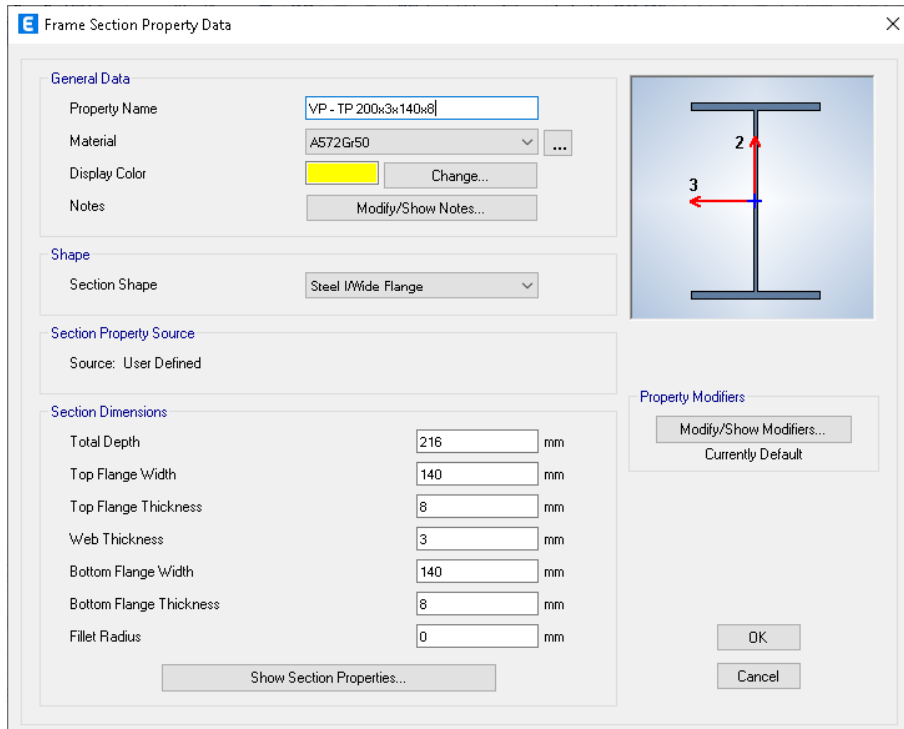 E Frame Section Property Data
General Data
Property Name VP - TP 200x3x140x8
Material A572Gr50 ...
Display Color Change...
Notes Modify/Show Notes...
2
3
Shape
Section Shape Steel I/Wide Flange
Section Property Source
Source: User Defined
Property Modifiers
Modify/Show Modifiers...
Currently Default
Section Dimensions
Total Depth 216 mm
Top Flange Width 140 mm
Top Flange Thickness 8 mm
Web Thickness 3 mm
Bottom Flange Width 140 mm
Bottom Flange Thickness 8 mm
Fillet Radius 0 mm
Show Section Properties...
OK
Cancel